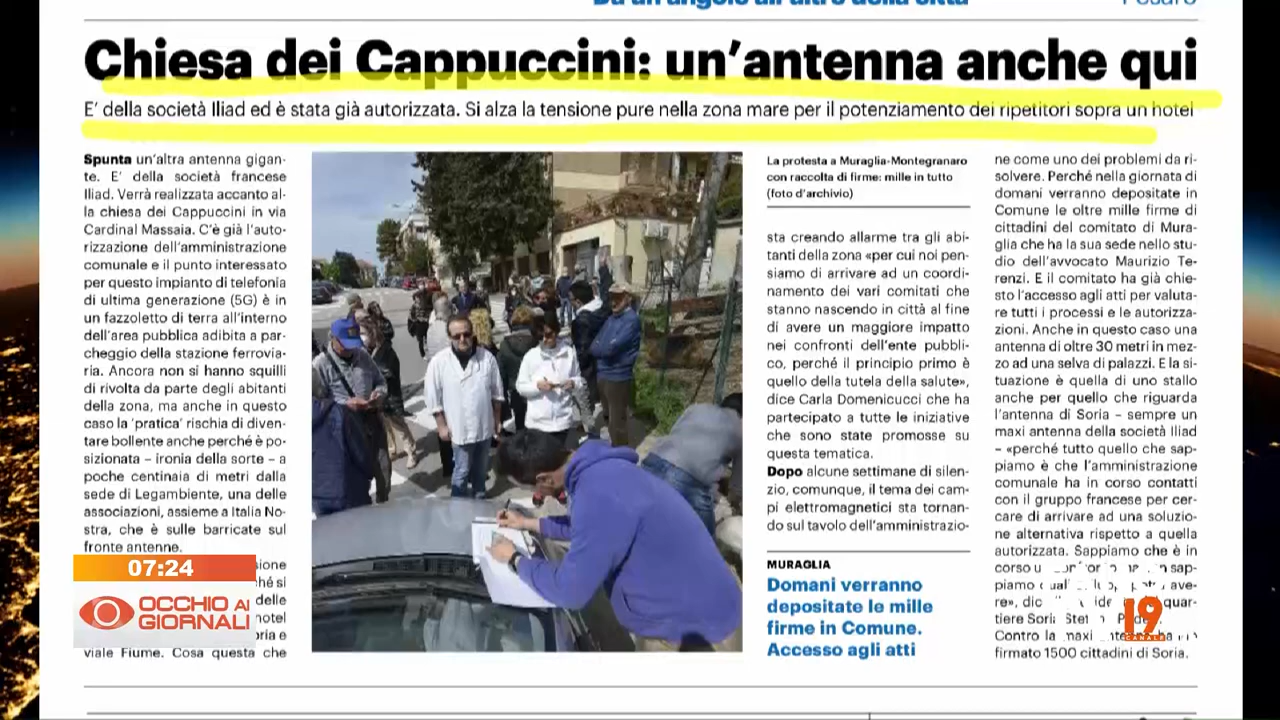 Da un angolo all'altro della città
Pesaro
Chiesa dei Cappuccini: un'antenna anche qui
E' della società Iliad ed è stata già autorizzata. Si alza la tensione pure nella zona mare per il potenziamento dei ripetitori sopra un hotel
Spunta un'altra antenna gigan-
te. E' della società francese
Iliad. Verrà realizzata accanto al-
la chiesa dei Cappuccini in via
Cardinal Massaia. C'è già l'auto-
rizzazione dell'amministrazione
comunale e il punto interessato
per questo impianto di telefonia
di ultima generazione (5G) è in
un fazzoletto di terra all'interno
dell'area pubblica adibita a par-
cheggio della stazione ferrovia-
ria. Ancora non si hanno squilli
di rivolta da parte degli abitanti
della zona, ma anche in questo
caso la 'pratica' rischia di diven-
tare bollente anche perché è po-
sizionata – ironia della sorte – a
poche centinaia di metri dalla
sede di Legambiente, una delle
associazioni, assieme a Italia No-
stra, che è sulle barricate sul
fronte antenne.
viale Fiume. Cosa questa che
La protesta a Muraglia-Montegranaro
con raccolta di firme: mille in tutto
(foto d'archivio)
sta creando allarme tra gli abi-
tanti della zona «per cui noi pen-
siamo di arrivare ad un coordi-
namento dei vari comitati che
stanno nascendo in città al fine
di avere un maggiore impatto
nei confronti dell'ente pubbli-
co, perché il principio primo è
quello della tutela della salute»,
dice Carla Domenicucci che ha
partecipato a tutte le iniziative
che sono state promosse su
questa tematica.
Dopo alcune settimane di silen-
zio, comunque, il tema dei cam-
pi elettromagnetici sta tornan-
do sul tavolo dell'amministrazio-
MURAGLIA
Domani verranno
depositate le mille
firme in Comune.
Accesso agli atti
ne come uno dei problemi da ri-
solvere. Perché nella giornata di
domani verranno depositate in
Comune le oltre mille firme di
cittadini del comitato di Mura-
glia che ha la sua sede nello stu-
dio dell'avvocato Maurizio Te-
renzi. E il comitato ha già chie-
sto l'accesso agli atti per valuta-
re tutti i processi e le autorizza-
zioni. Anche in questo caso una
antenna di oltre 30 metri in mez-
zo ad una selva di palazzi. E la si-
tuazione è quella di uno stallo
anche per quello che riguarda
l'antenna di Soria – sempre un
maxi antenna della società Iliad
– «perché tutto quello che sap-
piamo è che l'amministrazione
comunale ha in corso contatti
con il gruppo francese per cer-
care di arrivare ad una soluzio-
ne alternativa rispetto a quella
autorizzata. Sappiamo che è in
corso sap-
piamo
re»,
tiere
Contro la maxi
firmato 1500 cittadini di Soria.
07:24
OCCHIO AI
GIORNALI
19
CANALE